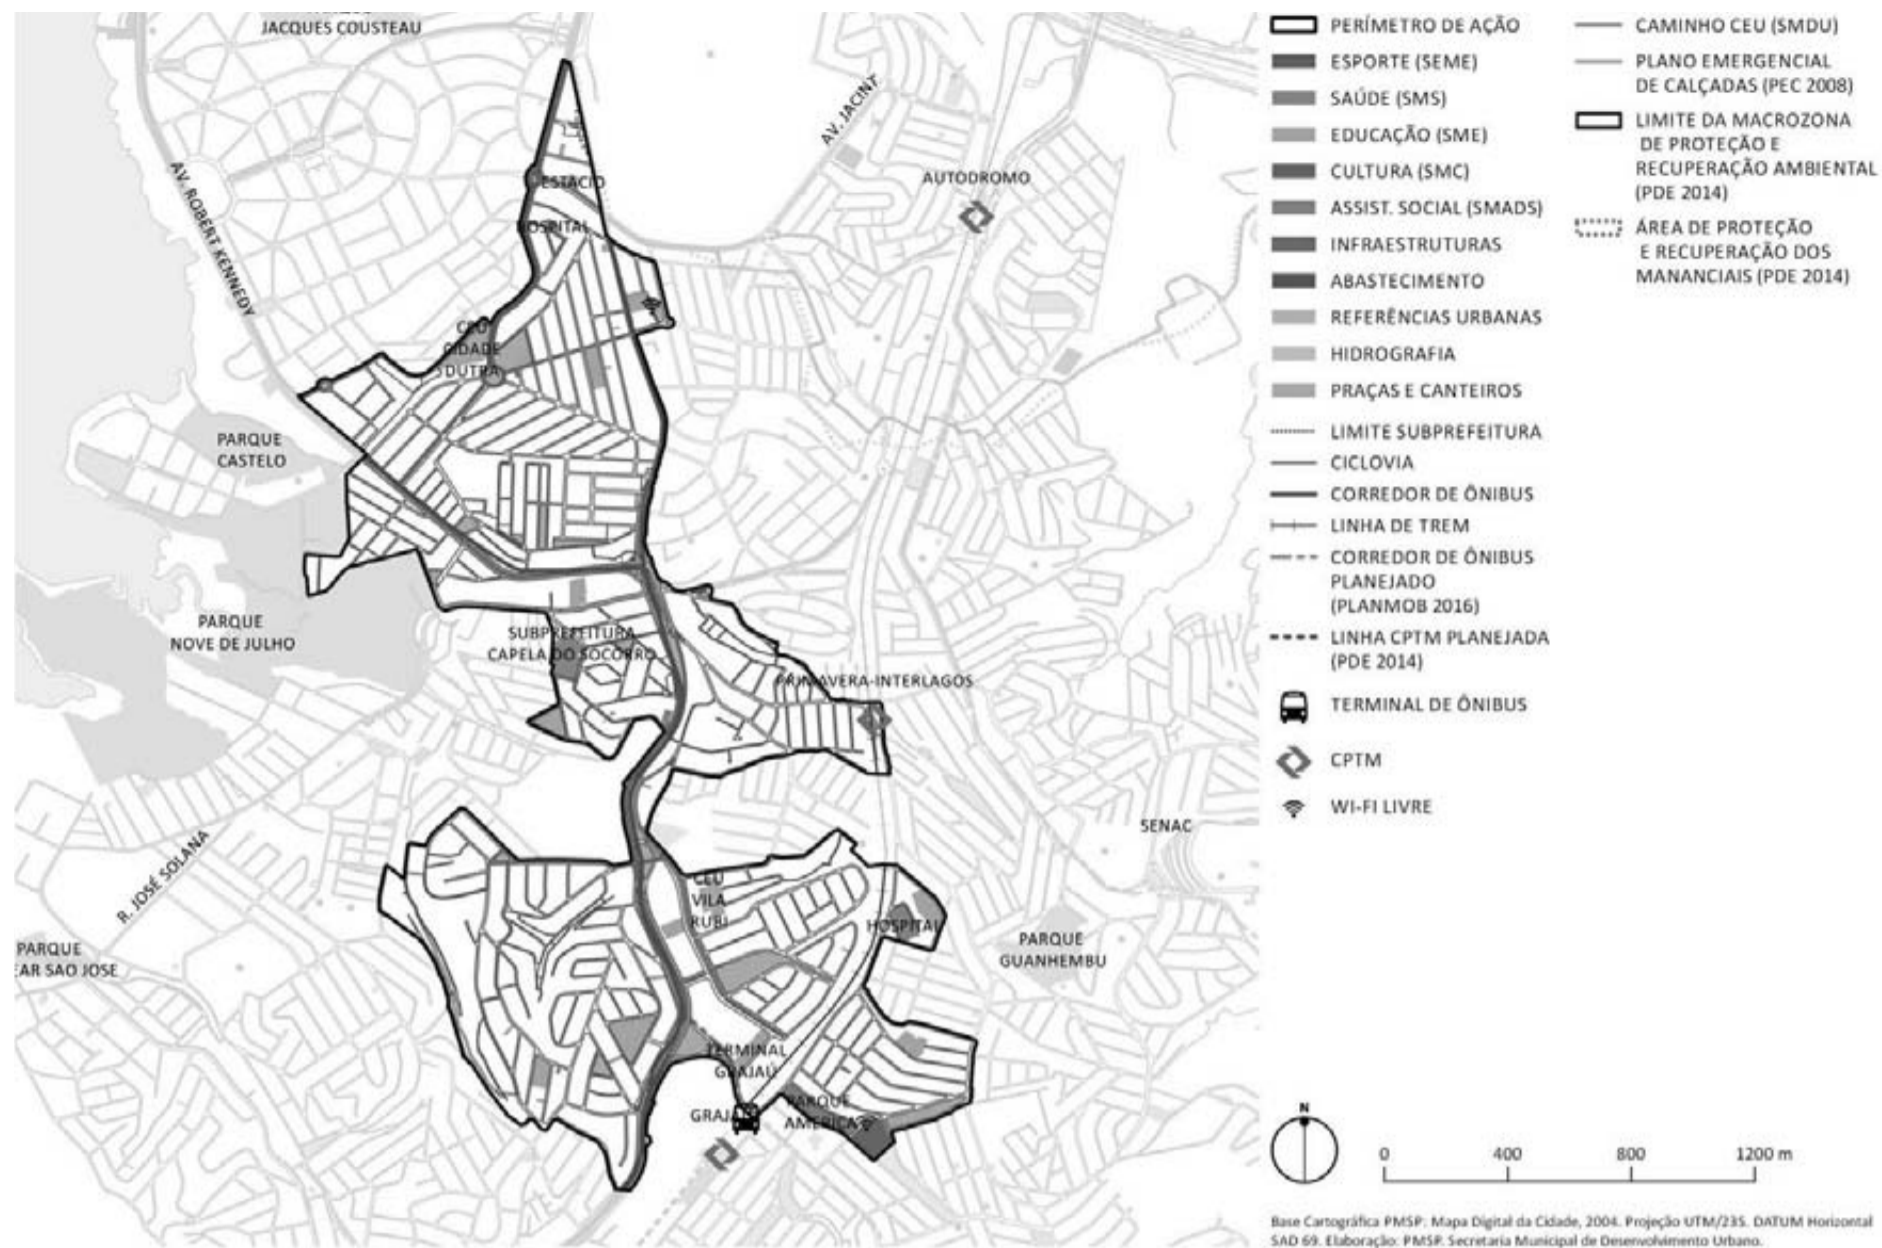 JACQUES COUSTEAU
AV. ROBERT KENNEDY
AV. JACINT
AUTODROMO
ESTACIO
HOSPITAL
CEU
CIDADE
DUTRA
PARQUE
CASTELO
PARQUE
NOVE DE JULHO
SUBPREFEITURA
CAPELA DO SOCORRO
PRIMAVERA-INTERLAGOS
SENAC
R. JOSÉ SOLANA
CEU
VILA
RUBI
HOSPITAL
PARQUE
GUANHEMBU
PARQUE
EAR SAO JOSE
TERMINAL
GRAJAÚ
GRAJA
PARQUE
AMERICA
PERÍMETRO DE AÇÃO
ESPORTE (SEME)
SAÚDE (SMS)
EDUCAÇÃO (SME)
CULTURA (SMC)
ASSIST. SOCIAL (SMADS)
INFRAESTRUTURAS
ABASTECIMENTO
REFERÊNCIAS URBANAS
HIDROGRAFIA
PRAÇAS E CANTEIROS
LIMITE SUBPREFEITURA
CICLOVIA
CORREDOR DE ÔNIBUS
LINHA DE TREM
CORREDOR DE ÔNIBUS
PLANEJADO
(PLANMOB 2016)
LINHA CPTM PLANEJADA
(PDE 2014)
TERMINAL DE ÔNIBUS
CPTM
WI-FI LIVRE
CAMINHO CEU (SMDU)
PLANO EMERGENCIAL
DE CALÇADAS (PEC 2008)
LIMITE DA MACROZONA
DE PROTEÇÃO E
RECUPERAÇÃO AMBIENTAL
(PDE 2014)
ÁREA DE PROTEÇÃO
E RECUPERAÇÃO DOS
MANANCIAIS (PDE 2014)
N
0 400 800 1200 m
Base Cartográfica PMSP: Mapa Digital da Cidade, 2004. Projeção UTM/23S. DATUM Horizontal
SAD 69. Elaboração: PMSP. Secretaria Municipal de Desenvolvimento Urbano.